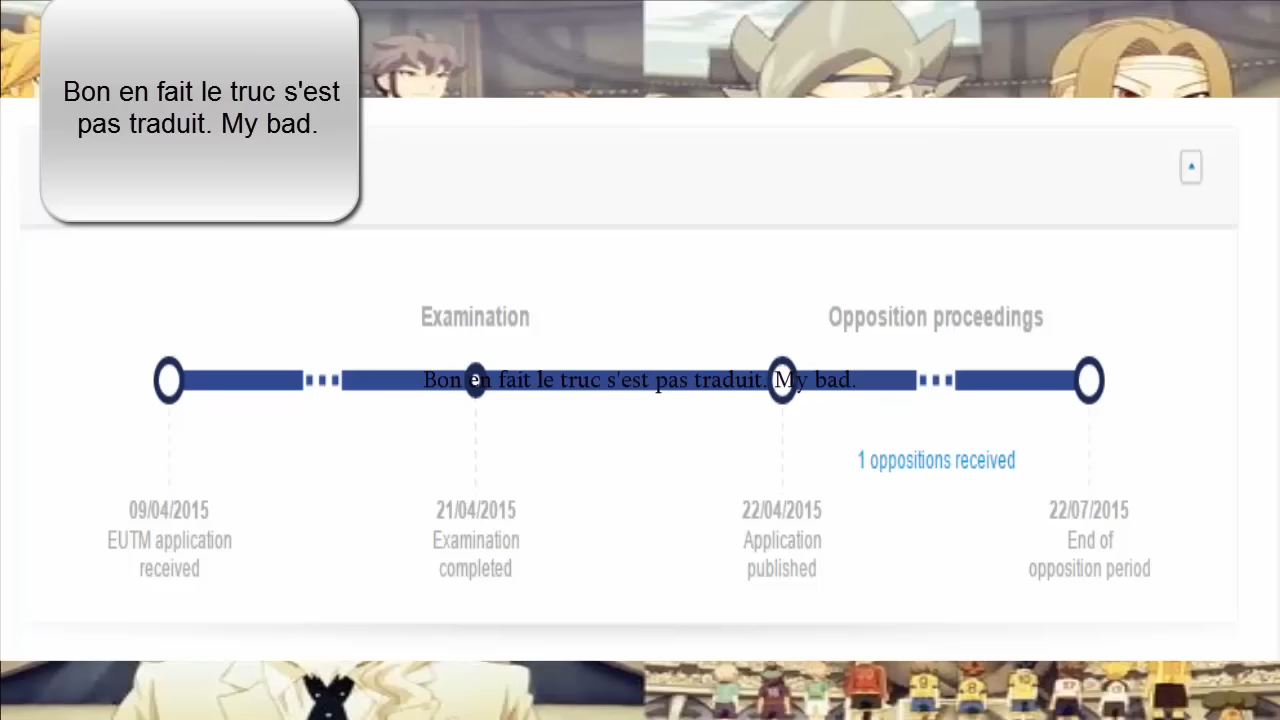 Bon en fait le truc s'est
pas traduit. My bad.
Examination
Opposition proceedings
Bon en fait le truc s'est pas traduit. My bad.
1 oppositions received
09/04/2015
EUTM application
received
21/04/2015
Examination
completed
22/04/2015
Application
published
22/07/2015
End of
opposition period